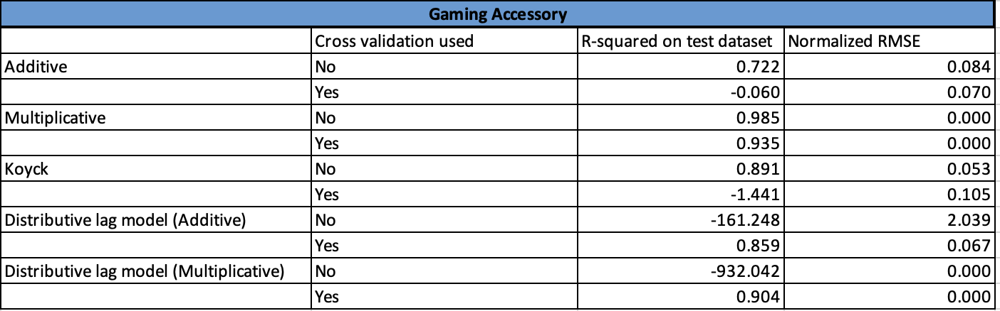 Gaming Accessory
Cross validation used R-squared on test dataset Normalized RMSE
Additive No 0.722 0.084
Yes -0.060 0.070
Multiplicative No 0.985 0.000
Yes 0.935 0.000
Koyck No 0.891 0.053
Yes -1.441 0.105
Distributive lag model (Additive) No -161.248 2.039
Yes 0.859 0.067
Distributive lag model (Multiplicative) No -932.042 0.000
Yes 0.904 0.000